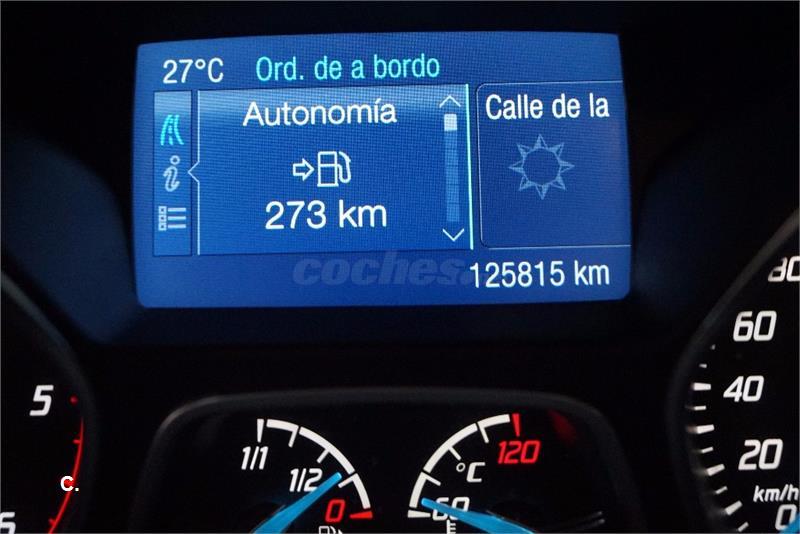 27°C Ord. de a bordo
Autonomía
273 km
Calle de la
coches.
125815 km
80
60
40
20
km/h
0
5
6
C.
1/1
1/2
0
°C
120
60
E